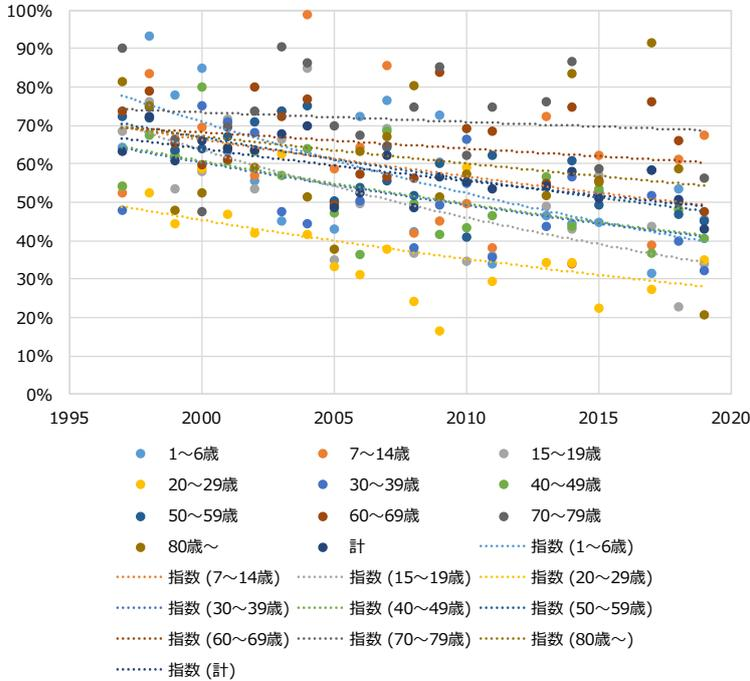 100%
90%
80%
70%
60%
50%
40%
30%
20%
10%
0%
1995 2000 2005 2010 2015 2020
1～6歳 7～14歳 15～19歳
20～29歳 30～39歳 40～49歳
50～59歳 60～69歳 70～79歳
80歳～ 計 指数 (1～6歳)
指数 (7～14歳) 指数 (15～19歳) 指数 (20～29歳)
指数 (30～39歳) 指数 (40～49歳) 指数 (50～59歳)
指数 (60～69歳) 指数 (70～79歳) 指数 (80歳～)
指数 (計)